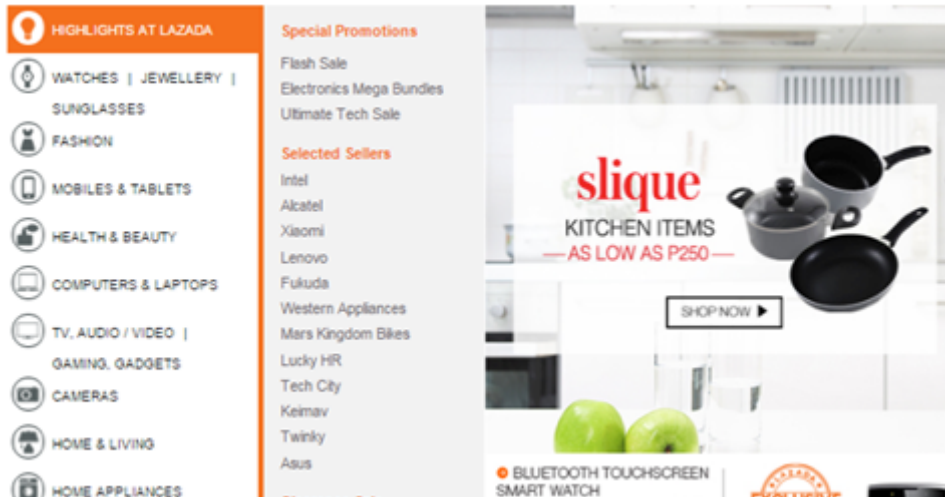 HIGHLIGHTS AT LAZADA
WATCHES | JEWELLERY |
SUNGLASSES
FASHION
MOBILES & TABLETS
HEALTH & BEAUTY
COMPUTERS & LAPTOPS
TV, AUDIO / VIDEO |
GAMING, GADGETS
CAMERAS
HOME & LIVING
HOME APPLIANCES
Special Promotions
Flash Sale
Electronics Mega Bundles
Ultimate Tech Sale
Selected Sellers
Intel
Alcatel
Xiaomi
Lenovo
Fukuda
Western Appliances
Mars Kingdom Bikes
Lucky HR
Tech City
Keimav
Twinky
Asus
slique
KITCHEN ITEMS
AS LOW AS P250
SHOP NOW
BLUETOOTH TOUCHSCREEN
SMART WATCH
LAZADA